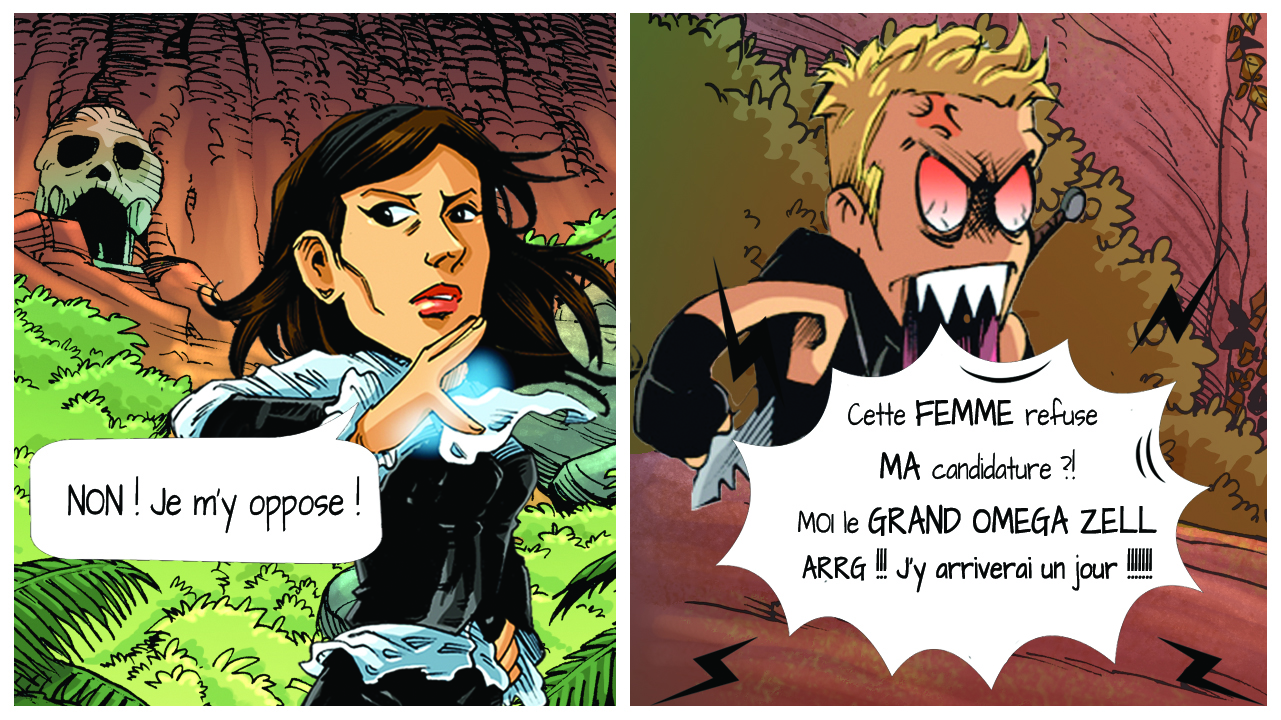 NON ! Je m'y oppose !
Cette FEMME refuse
MA candidature ?!
MOI le GRAND OMEGA ZELL
ARRG !!! J'y arriverai un jour !!!!!!!